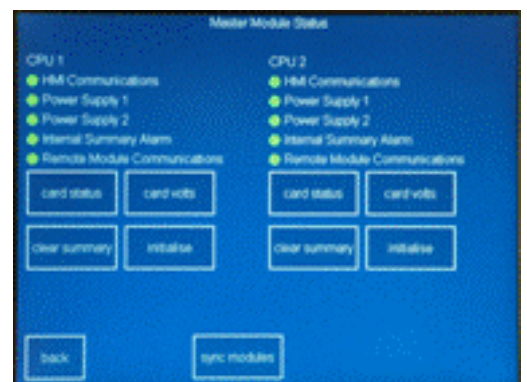 Master Module Status
CPU 1
HMI Communications
Power Supply 1
Power Supply 2
Internal Summary Alarm
Remote Module Communications
card status
card volts
clear summary
initialise
CPU 2
HMI Communications
Power Supply 1
Power Supply 2
Internal Summary Alarm
Remote Module Communications
card status
card volts
clear summary
initialise
back
sync modules